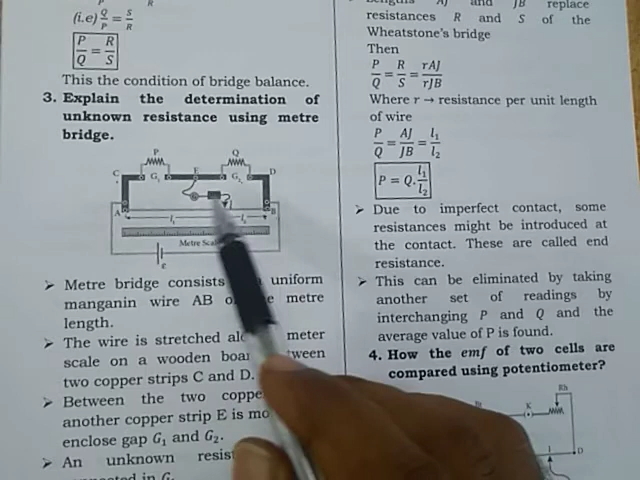 (i.e) Q/P = S/R
P/Q = R/S
This the condition of bridge balance.
3. Explain the determination of
unknown resistance using metre
bridge.
P Q
C G₁ E G₂ D
A l₁ l₂ B
Metre
e
➤ Metre bridge consists uniform
manganin wire AB metre
length.
➤ The wire is stretched meter
scale on a wooden
two copper strips C and D.
➤ Between the two
another copper strip E is
enclose gap G₁ and G₂.
➤ An unknown
AJ and JB replace
resistances R and S of the
Wheatstone's bridge
Then
P/Q = R/S = rAJ/rJB
Where r → resistance per unit length
of wire
P/Q = AJ/JB = l₁/l₂
P = Q. l₁/l₂
➤ Due to imperfect contact, some
resistances might be introduced at
the contact. These are called end
resistance.
➤ This can be eliminated by taking
another set of readings by
interchanging P and Q and the
average value of P is found.
4. How the emf of two cells are
compared using potentiometer?
Rh
K
D